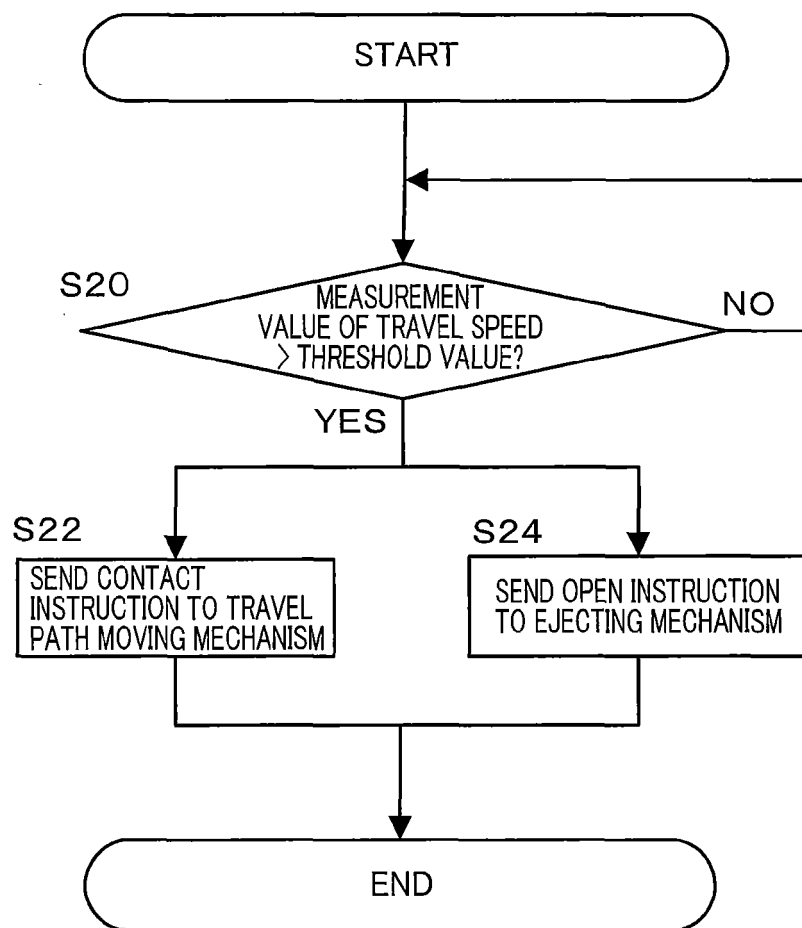 START
S20
MEASUREMENT
VALUE OF TRAVEL SPEED
> THRESHOLD VALUE?
NO
YES
S22
SEND CONTACT
INSTRUCTION TO TRAVEL
PATH MOVING MECHANISM
S24
SEND OPEN INSTRUCTION
TO EJECTING MECHANISM
END